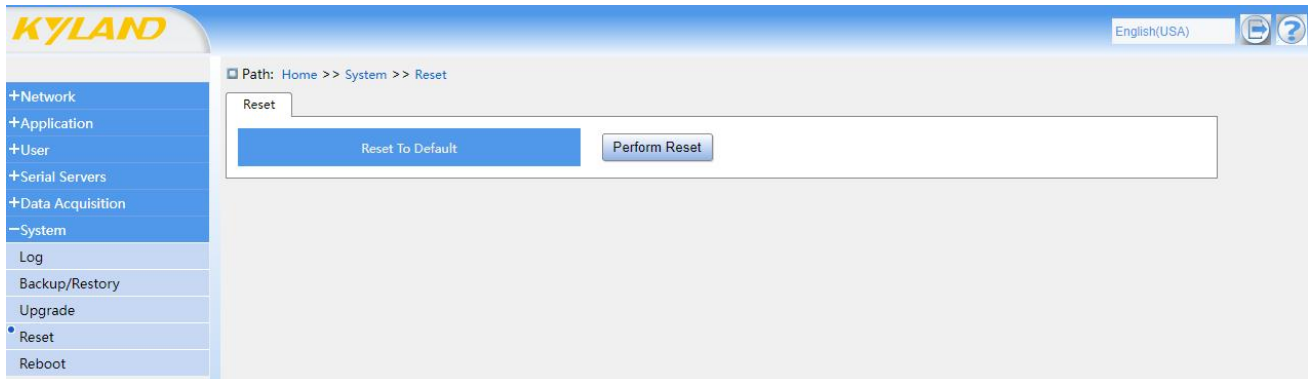 KYLAND
English(USA)
Path: Home >> System >> Reset
+Network
+Application
+User
+Serial Servers
+Data Acquisition
−System
Log
Backup/Restory
Upgrade
Reset
Reboot
Reset
Reset To Default
Perform Reset